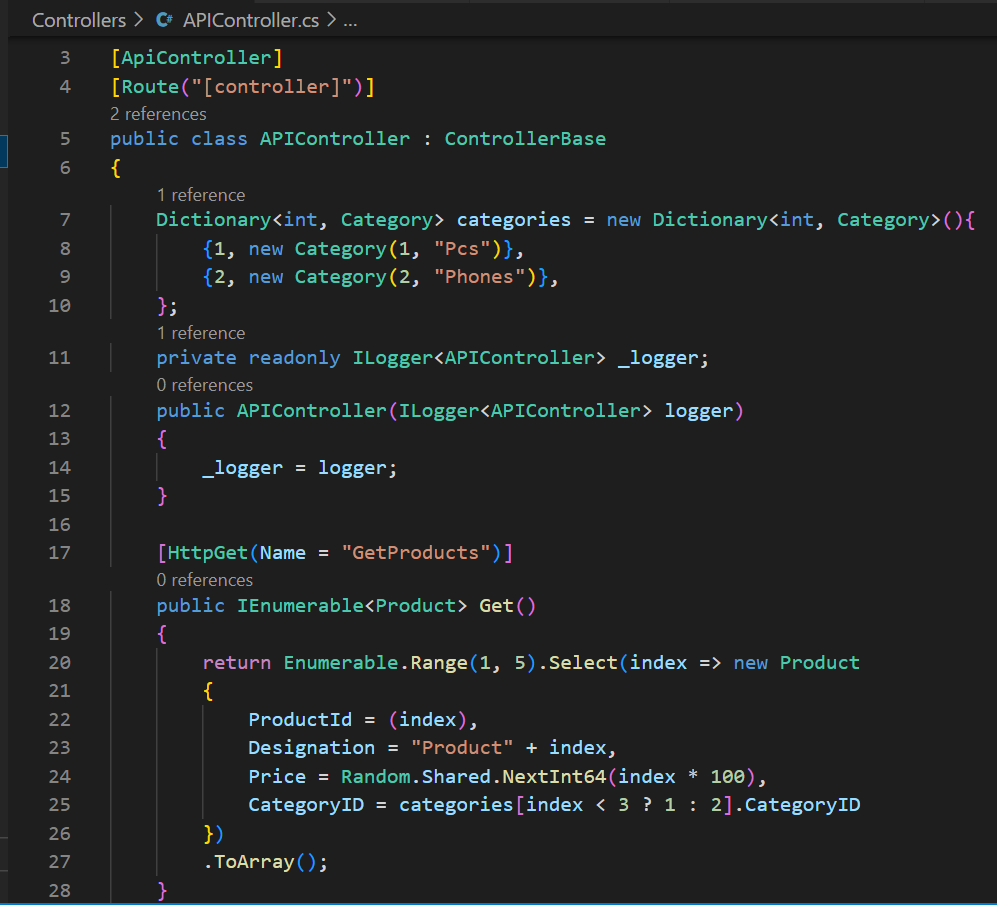 Controllers > C# APIController.cs > ...
3 [ApiController]
4 [Route("[controller]")]
2 references
5 public class APIController : ControllerBase
6 {
1 reference
7 Dictionary<int, Category> categories = new Dictionary<int, Category>(){
8 {1, new Category(1, "Pcs")},
9 {2, new Category(2, "Phones")},
10 };
1 reference
11 private readonly ILogger<APIController> _logger;
0 references
12 public APIController(ILogger<APIController> logger)
13 {
14 _logger = logger;
15 }
16
17 [HttpGet(Name = "GetProducts")]
0 references
18 public IEnumerable<Product> Get()
19 {
20 return Enumerable.Range(1, 5).Select(index => new Product
21 {
22 ProductId = (index),
23 Designation = "Product" + index,
24 Price = Random.Shared.NextInt64(index * 100),
25 CategoryID = categories[index < 3 ? 1 : 2].CategoryID
26 })
27 .ToArray();
28 }